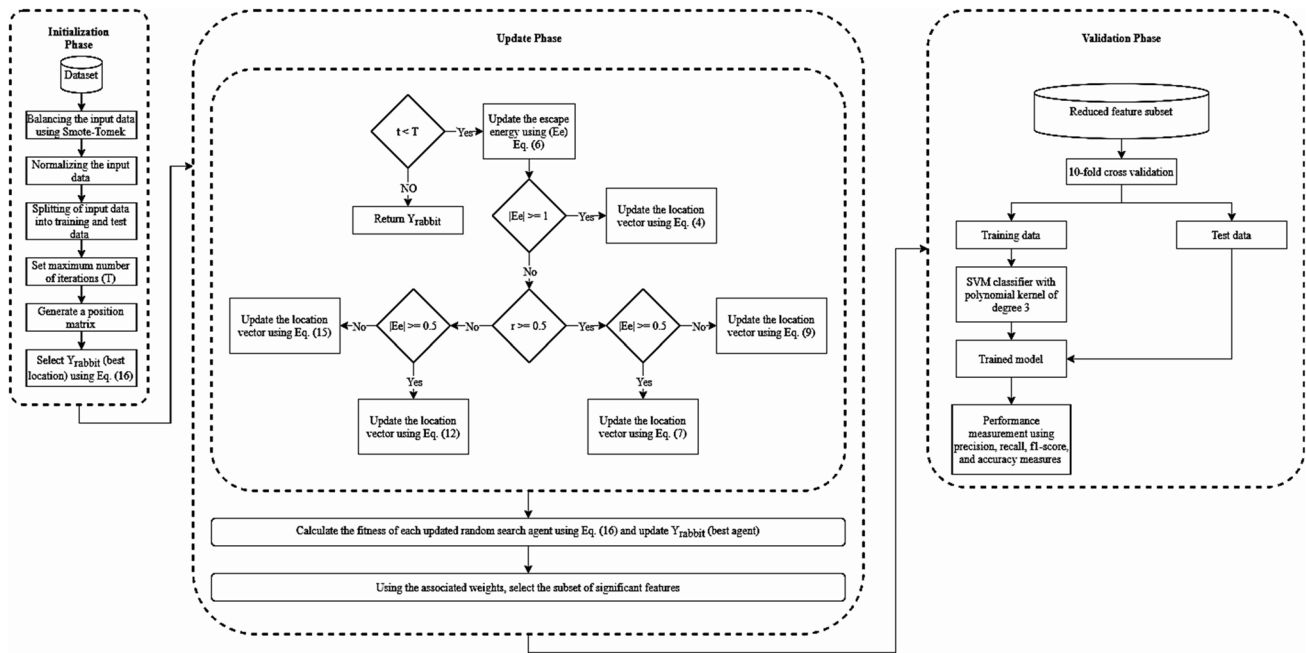 Initialization
Phase
Dataset
Balancing the input data
using Smote-Tomek
Normalizing the input
data
Splitting of input data
into training and test
data
Set maximum number
of iterations (T)
Generate a position
matrix
Select Yrabbit (best
location) using Eq. (16)
Update Phase
t < T
Yes
Update the escape
energy using (Ee)
Eq. (6)
NO
Return Yrabbit
|Ee| >= 1
Yes
Update the location
vector using Eq. (4)
No
Update the location
vector using Eq. (15)
No
|Ee| >= 0.5
No
r >= 0.5
Yes
|Ee| >= 0.5
No
Update the location
vector using Eq. (9)
Yes
Yes
Update the location
vector using Eq. (12)
Update the location
vector using Eq. (7)
Calculate the fitness of each updated random search agent using Eq. (16) and update Yrabbit (best agent)
Using the associated weights, select the subset of significant features
Validation Phase
Reduced feature subset
10-fold cross validation
Training data
Test data
SVM classifier with
polynomial kernel of
degree 3
Trained model
Performance
measurement using
precision, recall, f1-score,
and accuracy measures